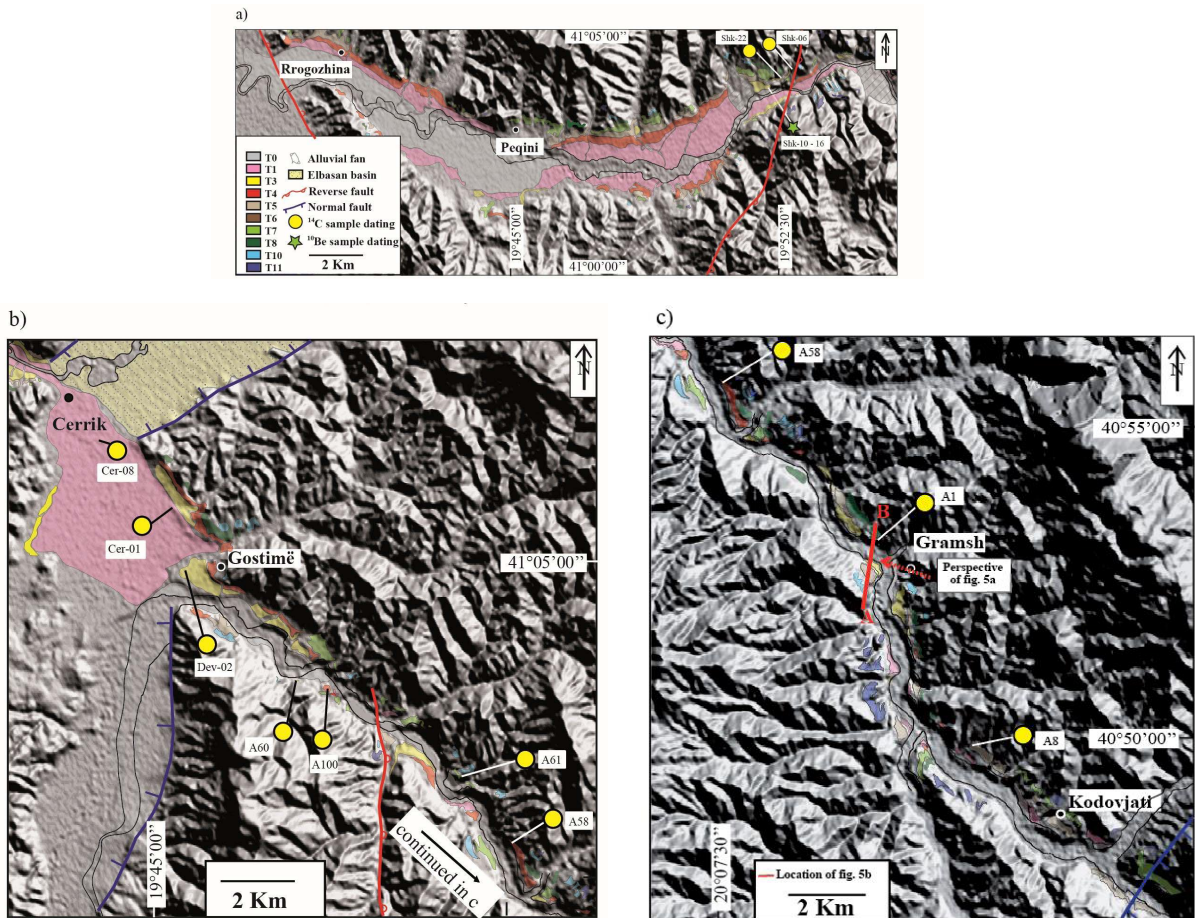 a)
41°05’00’’
Shk-22
Shk-06
N
Rrogozhina
Peqini
Shk-10 - 16
T0
T1
T3
T4
T5
T6
T7
T8
T10
T11
Alluvial fan
Elbasan basin
Reverse fault
Normal fault
14C sample dating
10Be sample dating
2 Km
19°45’00’’
41°00’00’’
19°52’30’’
b)
N
Cerrik
Cer-08
Cer-01
Gostimë
41°05’00’’
Dev-02
A60
A100
A61
A58
19°45’00’’
2 Km
continued in c
c)
A58
N
40°55’00’’
A1
B
Gramsh
Perspective
of fig. 5a
A
A8
40°50’00’’
Kodovjati
20°07’30’’
Location of fig. 5b
2 Km